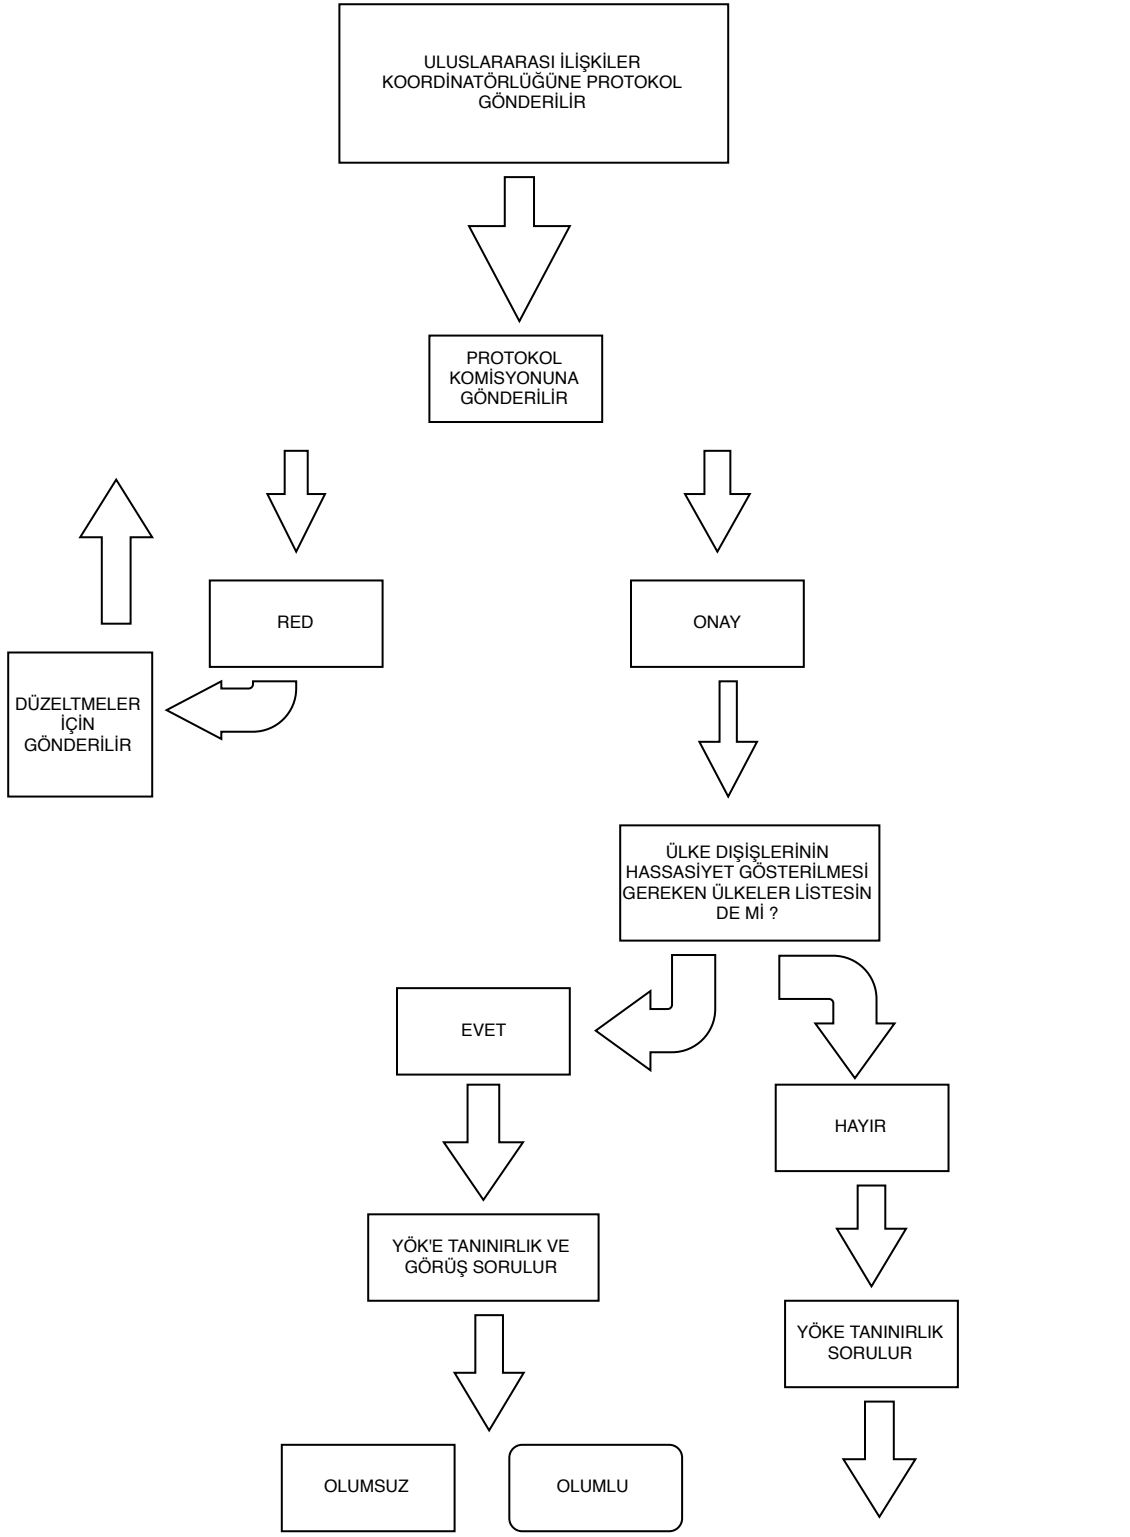 ULUSLARARASI İLİŞKİLER
KOORDİNATÖRLÜĞÜNE PROTOKOL
GÖNDERİLİR
PROTOKOL
KOMİSYONUNA
GÖNDERİLİR
RED
ONAY
DÜZELTMELER
İÇİN
GÖNDERİLİR
ÜLKE DIŞİŞLERİNİN
HASSASİYET GÖSTERİLMESİ
GEREKEN ÜLKELER LİSTESİN
DE Mİ ?
EVET
HAYIR
YÖK'E TANINIRLIK VE
GÖRÜŞ SORULUR
YÖKE TANINIRLIK
SORULUR
OLUMSUZ
OLUMLU